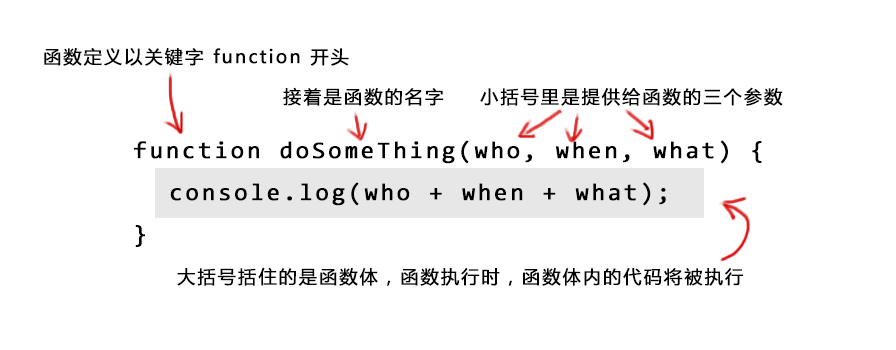 函数定义以关键字 function 开头
接着是函数的名字
小括号里是提供给函数的三个参数
function doSomeThing(who, when, what) {
console.log(who + when + what);
}
大括号括住的是函数体，函数执行时，函数体内的代码将被执行